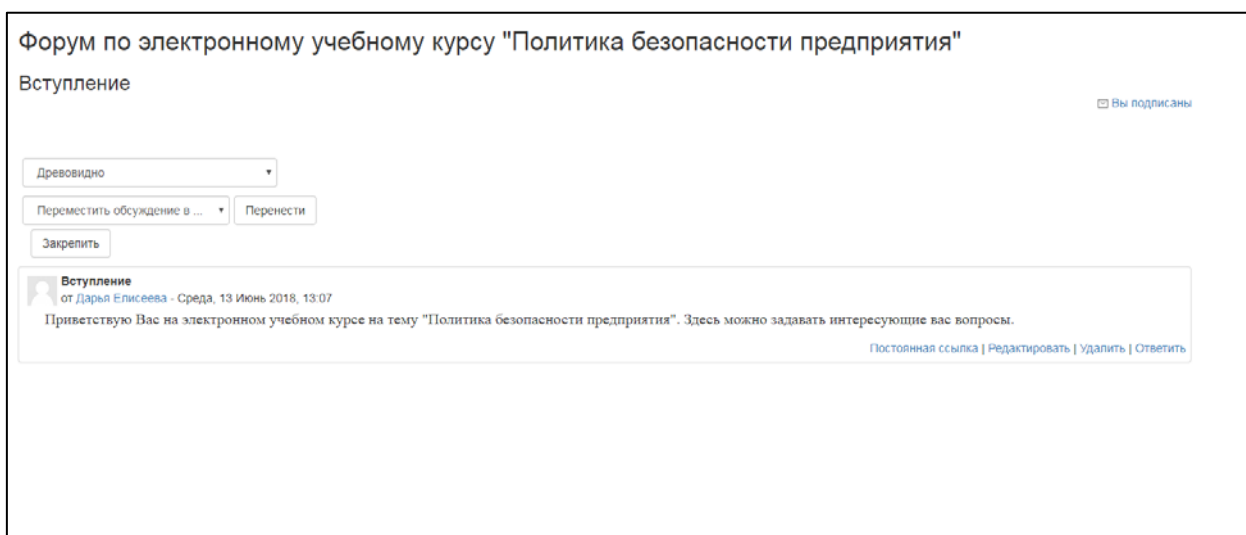 Форум по электронному учебному курсу "Политика безопасности предприятия"
Вступление
Вы подписаны
Древовидно
Переместить обсуждение в ...
Перенести
Закрепить
Вступление
от Дарья Елисеева - Среда, 13 Июнь 2018, 13:07
Приветствую Вас на электронном учебном курсе на тему "Политика безопасности предприятия". Здесь можно задавать интересующие вас вопросы.
Постоянная ссылка | Редактировать | Удалить | Ответить